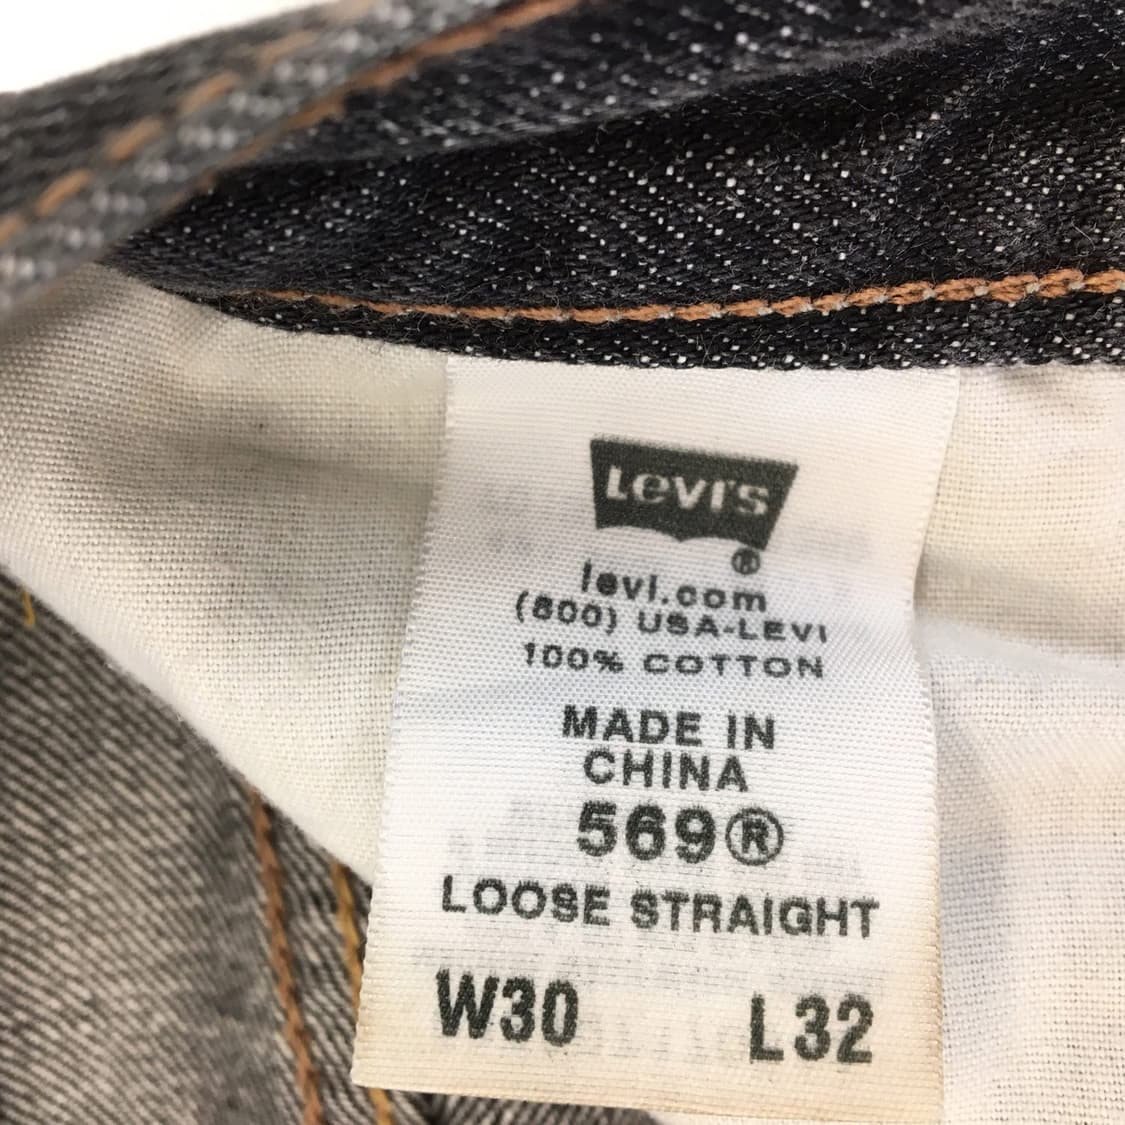 Levi's
®
levi.com
(800) USA-LEVI
100% COTTON
MADE IN
CHINA
569®
LOOSE STRAIGHT
W30 L32